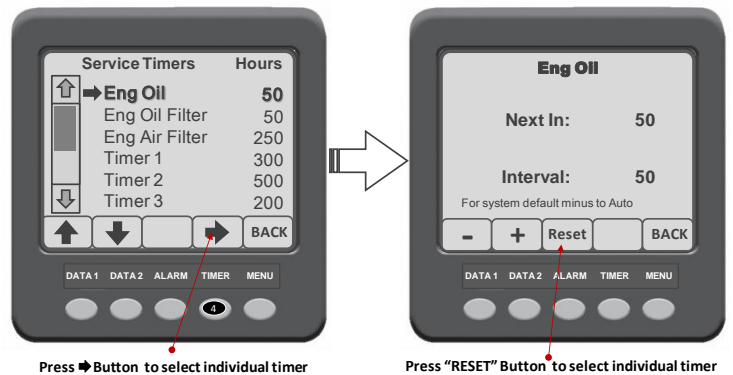 Service Timers Hours
➡Eng Oil 50
Eng Oil Filter 50
Eng Air Filter 250
Timer 1 300
Timer 2 500
Timer 3 200
BACK
DATA 1 DATA 2 ALARM TIMER MENU
4
Press ➡ Button to select individual timer
Eng Oil
Next In: 50
Interval: 50
For system default minus to Auto
- + Reset BACK
DATA 1 DATA 2 ALARM TIMER MENU
Press “RESET” Button to select individual timer